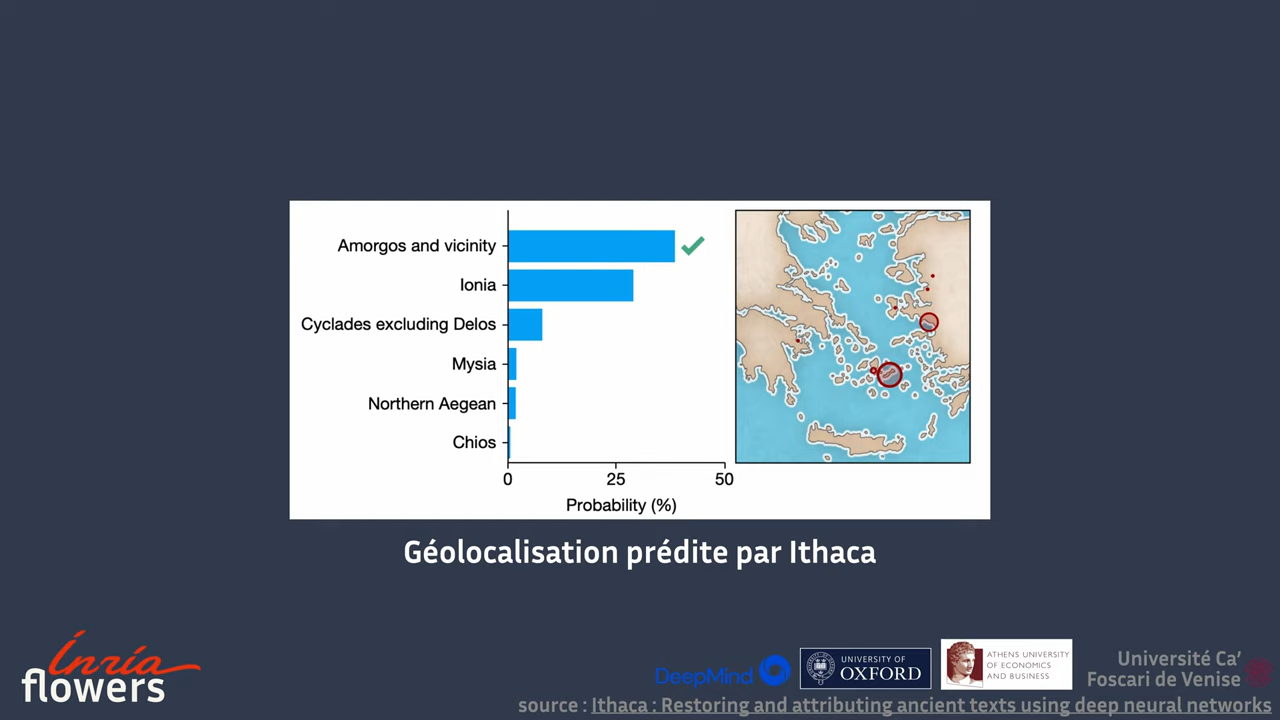 Amorgos and vicinity
Ionia
Cyclades excluding Delos
Mysia
Northern Aegean
Chios
0 25 50
Probability (%)
Géolocalisation prédite par Ithaca
Inria
flowers
DeepMind
UNIVERSITY OF
OXFORD
ATHENS UNIVERSITY
OF ECONOMICS
AND BUSINESS
Université Ca’
Foscari de Venise
source : Ithaca : Restoring and attributing ancient texts using deep neural networks